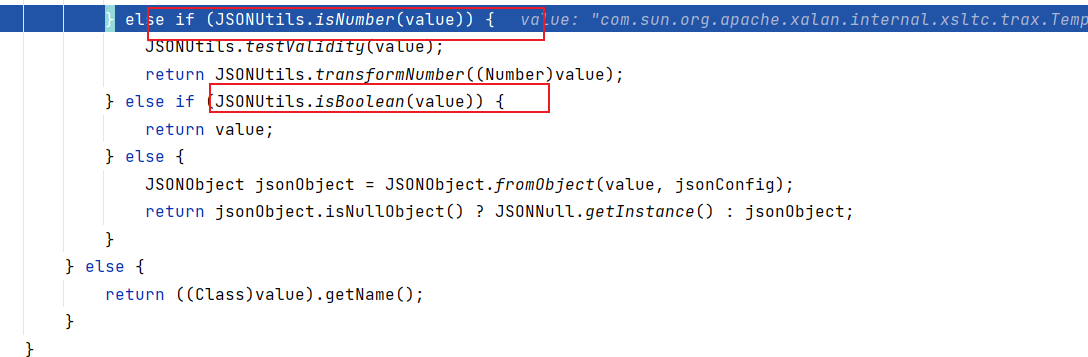 } else if (JSONUtils.isNumber(value)) {   value: "com.sun.org.apache.xalan.internal.xsltc.trax.Temp
JSONUtils.testValidity(value);
return JSONUtils.transformNumber((Number)value);
} else if (JSONUtils.isBoolean(value)) {
return value;
} else {
JSONObject jsonObject = JSONObject.fromObject(value, jsonConfig);
return jsonObject.isNullObject() ? JSONNull.getInstance() : jsonObject;
}
} else {
return ((Class)value).getName();
}
}